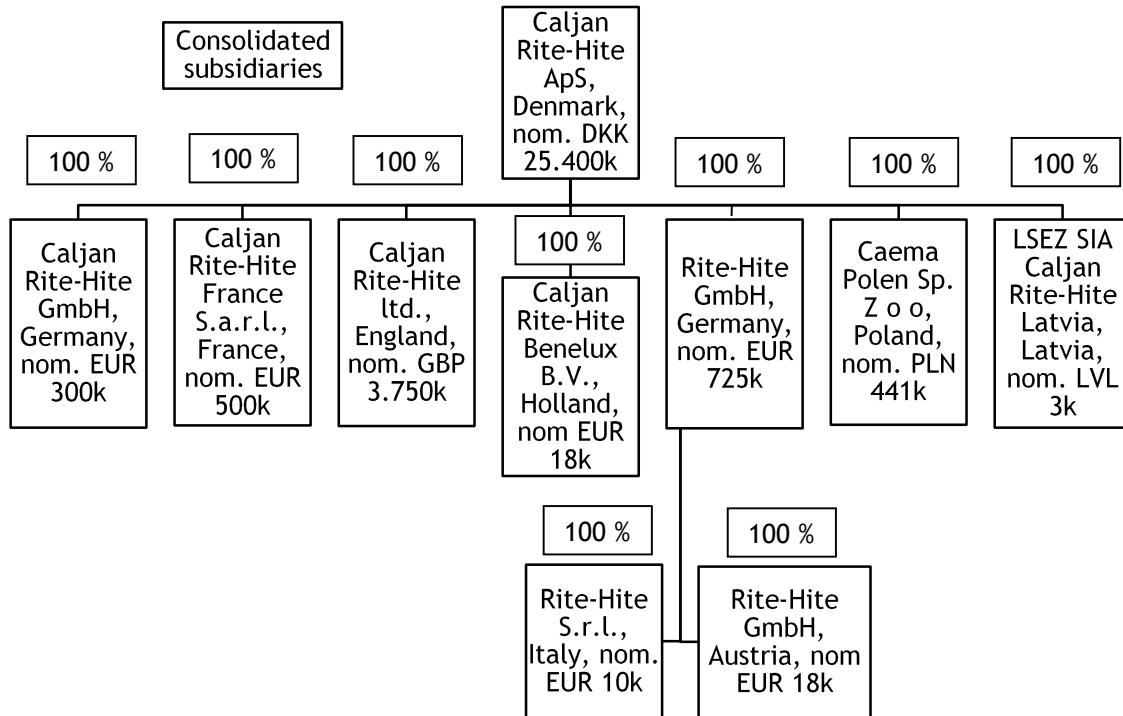 Consolidated
subsidiaries
Caljan
Rite-Hite
ApS,
Denmark,
nom. DKK
25.400k
100 %
100 %
100 %
100 %
100 %
100 %
Caljan
Rite-Hite
GmbH,
Germany,
nom. EUR
300k
Caljan
Rite-Hite
France
S.a.r.l.,
France,
nom. EUR
500k
Caljan
Rite-Hite
ltd.,
England,
nom. GBP
3.750k
100 %
Caljan
Rite-Hite
Benelux
B.V.,
Holland,
nom EUR
18k
Rite-Hite
GmbH,
Germany,
nom. EUR
725k
Caema
Polen Sp.
Z o o,
Poland,
nom. PLN
441k
LSEZ SIA
Caljan
Rite-Hite
Latvia,
Latvia,
nom. LVL
3k
100 %
100 %
Rite-Hite
S.r.l.,
Italy, nom.
EUR 10k
Rite-Hite
GmbH,
Austria, nom
EUR 18k